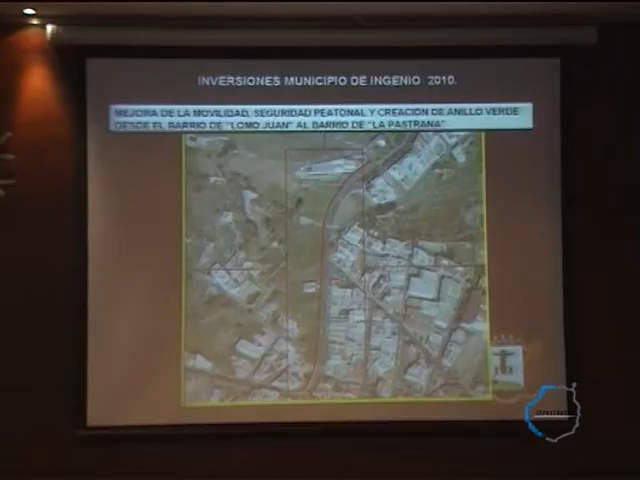 INVERSIONES MUNICIPIO DE INGENIO 2010.
MEJORA DE LA MOVILIDAD, SEGURIDAD PEATONAL Y CREACIÓN DE ANILLO VERDE
DESDE EL BARRIO DE "LOMO JUAN" AL BARRIO DE "LA PASTRANA"